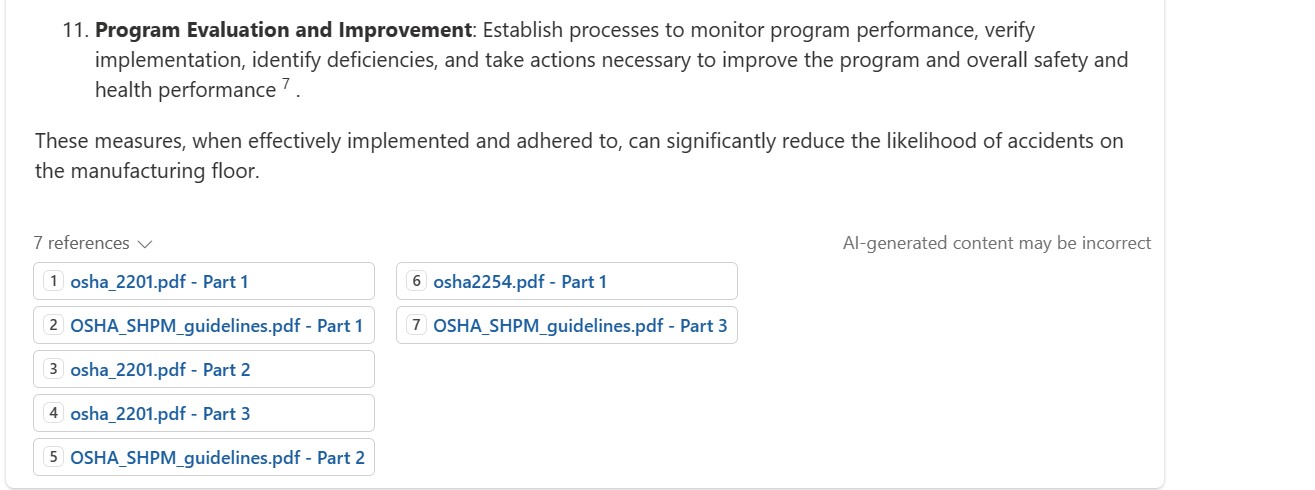 11. Program Evaluation and Improvement: Establish processes to monitor program performance, verify
implementation, identify deficiencies, and take actions necessary to improve the program and overall safety and
health performance 7 .
These measures, when effectively implemented and adhered to, can significantly reduce the likelihood of accidents on
the manufacturing floor.
7 references
AI-generated content may be incorrect
1 osha_2201.pdf - Part 1
2 OSHA_SHPM_guidelines.pdf - Part 1
3 osha_2201.pdf - Part 2
4 osha_2201.pdf - Part 3
5 OSHA_SHPM_guidelines.pdf - Part 2
6 osha2254.pdf - Part 1
7 OSHA_SHPM_guidelines.pdf - Part 3